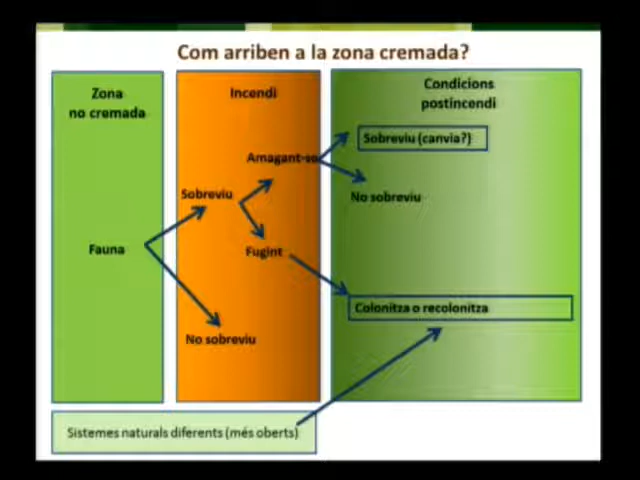 Com arriben a la zona cremada?
Zona
no cremada
Incendi
Condicions
postincendi
Sobreviu (canvia?)
Amagant-se
Sobreviu
No sobreviu
Fauna
Fugint
Colonitza o recolonitza
No sobreviu
Sistemes naturals diferents (més oberts)